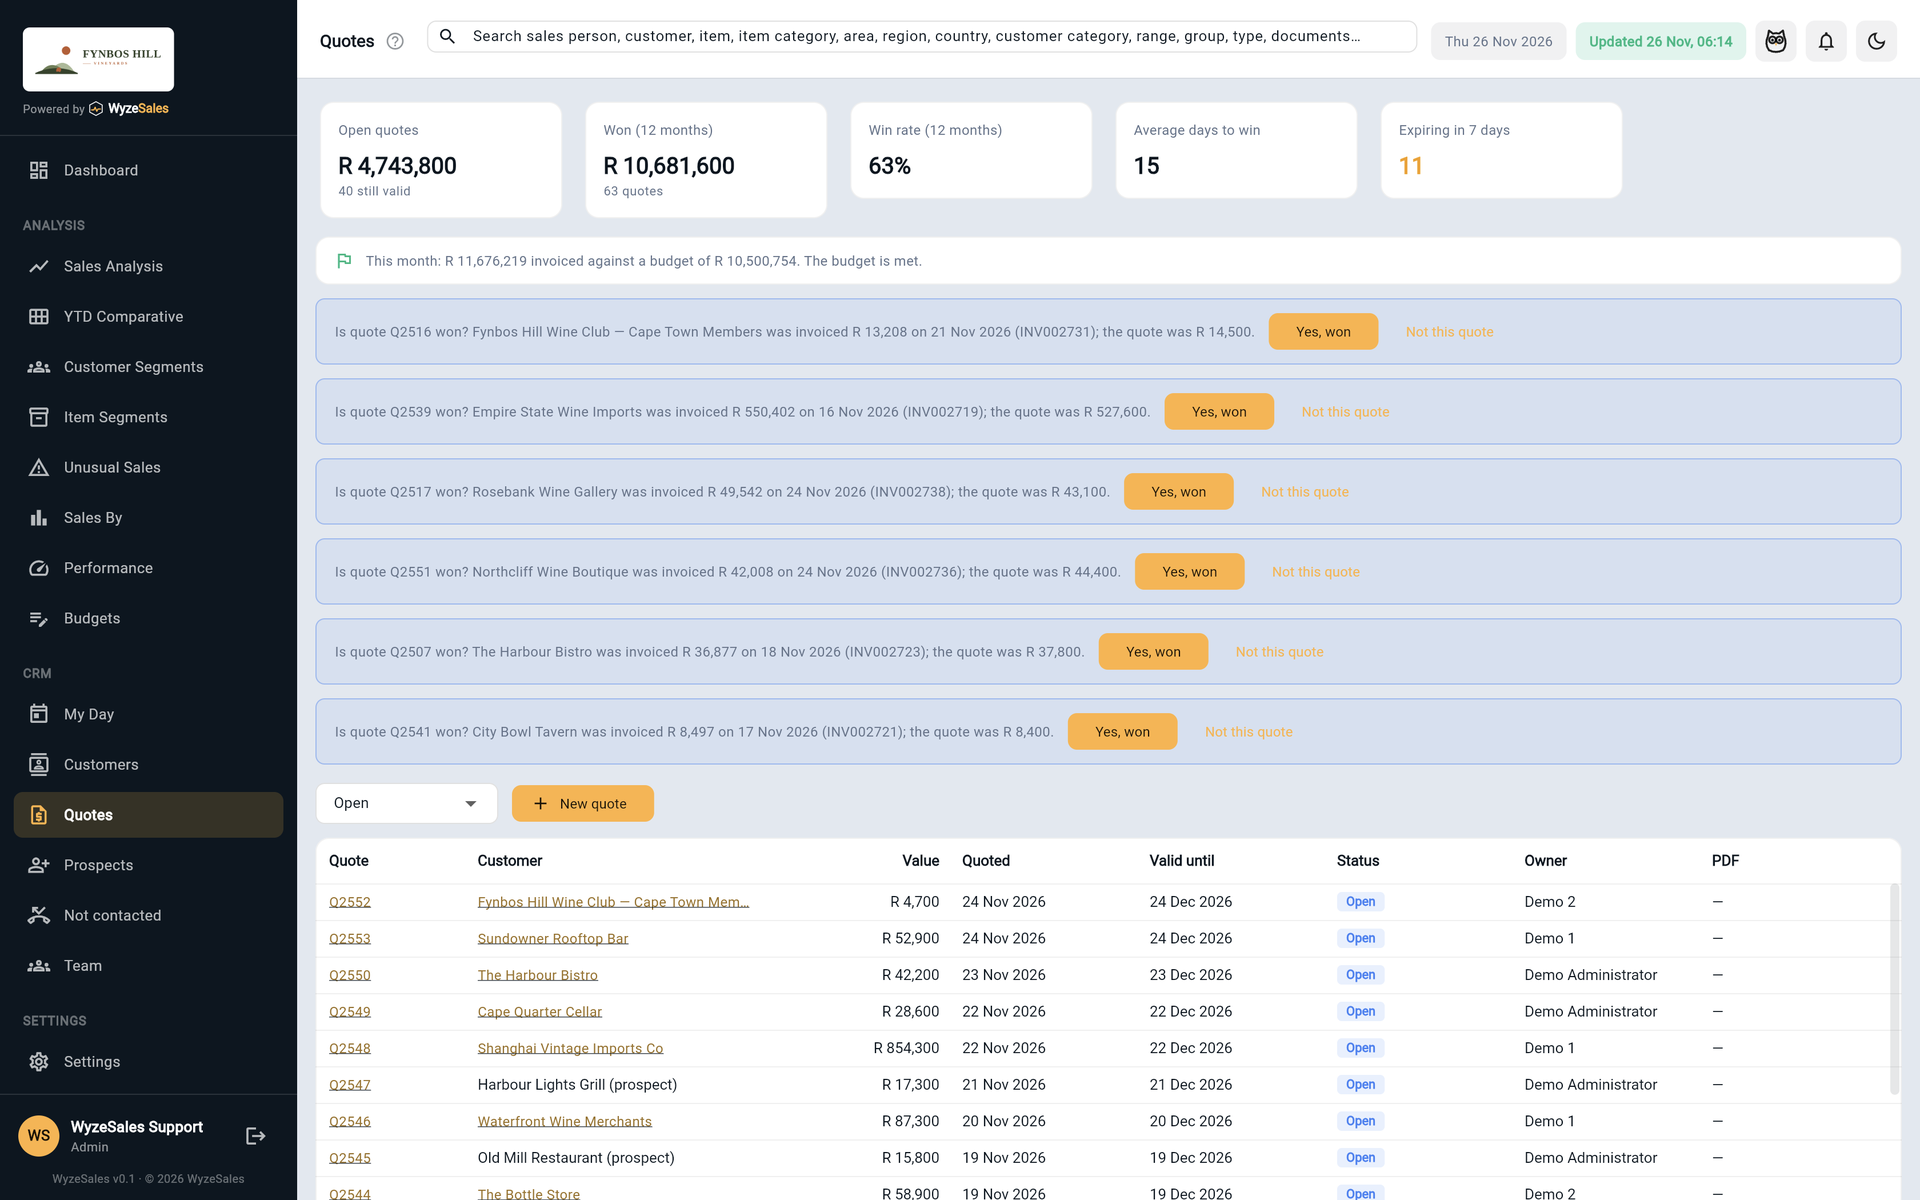 FYNBOS HILL
VINEYARDS
Powered by WyzeSales
Dashboard
ANALYSIS
Sales Analysis
YTD Comparative
Customer Segments
Item Segments
Unusual Sales
Sales By
Performance
Budgets
CRM
My Day
Customers
Quotes
Prospects
Not contacted
Team
SETTINGS
Settings
WS
WyzeSales Support
Admin
WyzeSales v0.1 · © 2026 WyzeSales
Quotes
?
Search sales person, customer, item, item category, area, region, country, customer category, range, group, type, documents…
Thu 26 Nov 2026
Updated 26 Nov, 06:14
Open quotes
R 4,743,800
40 still valid
Won (12 months)
R 10,681,600
63 quotes
Win rate (12 months)
63%
Average days to win
15
Expiring in 7 days
11
This month: R 11,676,219 invoiced against a budget of R 10,500,754. The budget is met.
Is quote Q2516 won? Fynbos Hill Wine Club — Cape Town Members was invoiced R 13,208 on 21 Nov 2026 (INV002731); the quote was R 14,500. Yes, won Not this quote
Is quote Q2539 won? Empire State Wine Imports was invoiced R 550,402 on 16 Nov 2026 (INV002719); the quote was R 527,600. Yes, won Not this quote
Is quote Q2517 won? Rosebank Wine Gallery was invoiced R 49,542 on 24 Nov 2026 (INV002738); the quote was R 43,100. Yes, won Not this quote
Is quote Q2551 won? Northcliff Wine Boutique was invoiced R 42,008 on 24 Nov 2026 (INV002736); the quote was R 44,400. Yes, won Not this quote
Is quote Q2507 won? The Harbour Bistro was invoiced R 36,877 on 18 Nov 2026 (INV002723); the quote was R 37,800. Yes, won Not this quote
Is quote Q2541 won? City Bowl Tavern was invoiced R 8,497 on 17 Nov 2026 (INV002721); the quote was R 8,400. Yes, won Not this quote
Open
New quote
Quote Customer Value Quoted Valid until Status Owner PDF
Q2552 Fynbos Hill Wine Club — Cape Town Mem… R 4,700 24 Nov 2026 24 Dec 2026 Open Demo 2 —
Q2553 Sundowner Rooftop Bar R 52,900 24 Nov 2026 24 Dec 2026 Open Demo 1 —
Q2550 The Harbour Bistro R 42,200 23 Nov 2026 23 Dec 2026 Open Demo Administrator —
Q2549 Cape Quarter Cellar R 28,600 22 Nov 2026 22 Dec 2026 Open Demo Administrator —
Q2548 Shanghai Vintage Imports Co R 854,300 22 Nov 2026 22 Dec 2026 Open Demo 1 —
Q2547 Harbour Lights Grill (prospect) R 17,300 21 Nov 2026 21 Dec 2026 Open Demo Administrator —
Q2546 Waterfront Wine Merchants R 87,300 20 Nov 2026 20 Dec 2026 Open Demo 1 —
Q2545 Old Mill Restaurant (prospect) R 15,800 19 Nov 2026 19 Dec 2026 Open Demo Administrator —
Q2544 The Bottle Store R 58,900 19 Nov 2026 19 Dec 2026 Open Demo 2 —